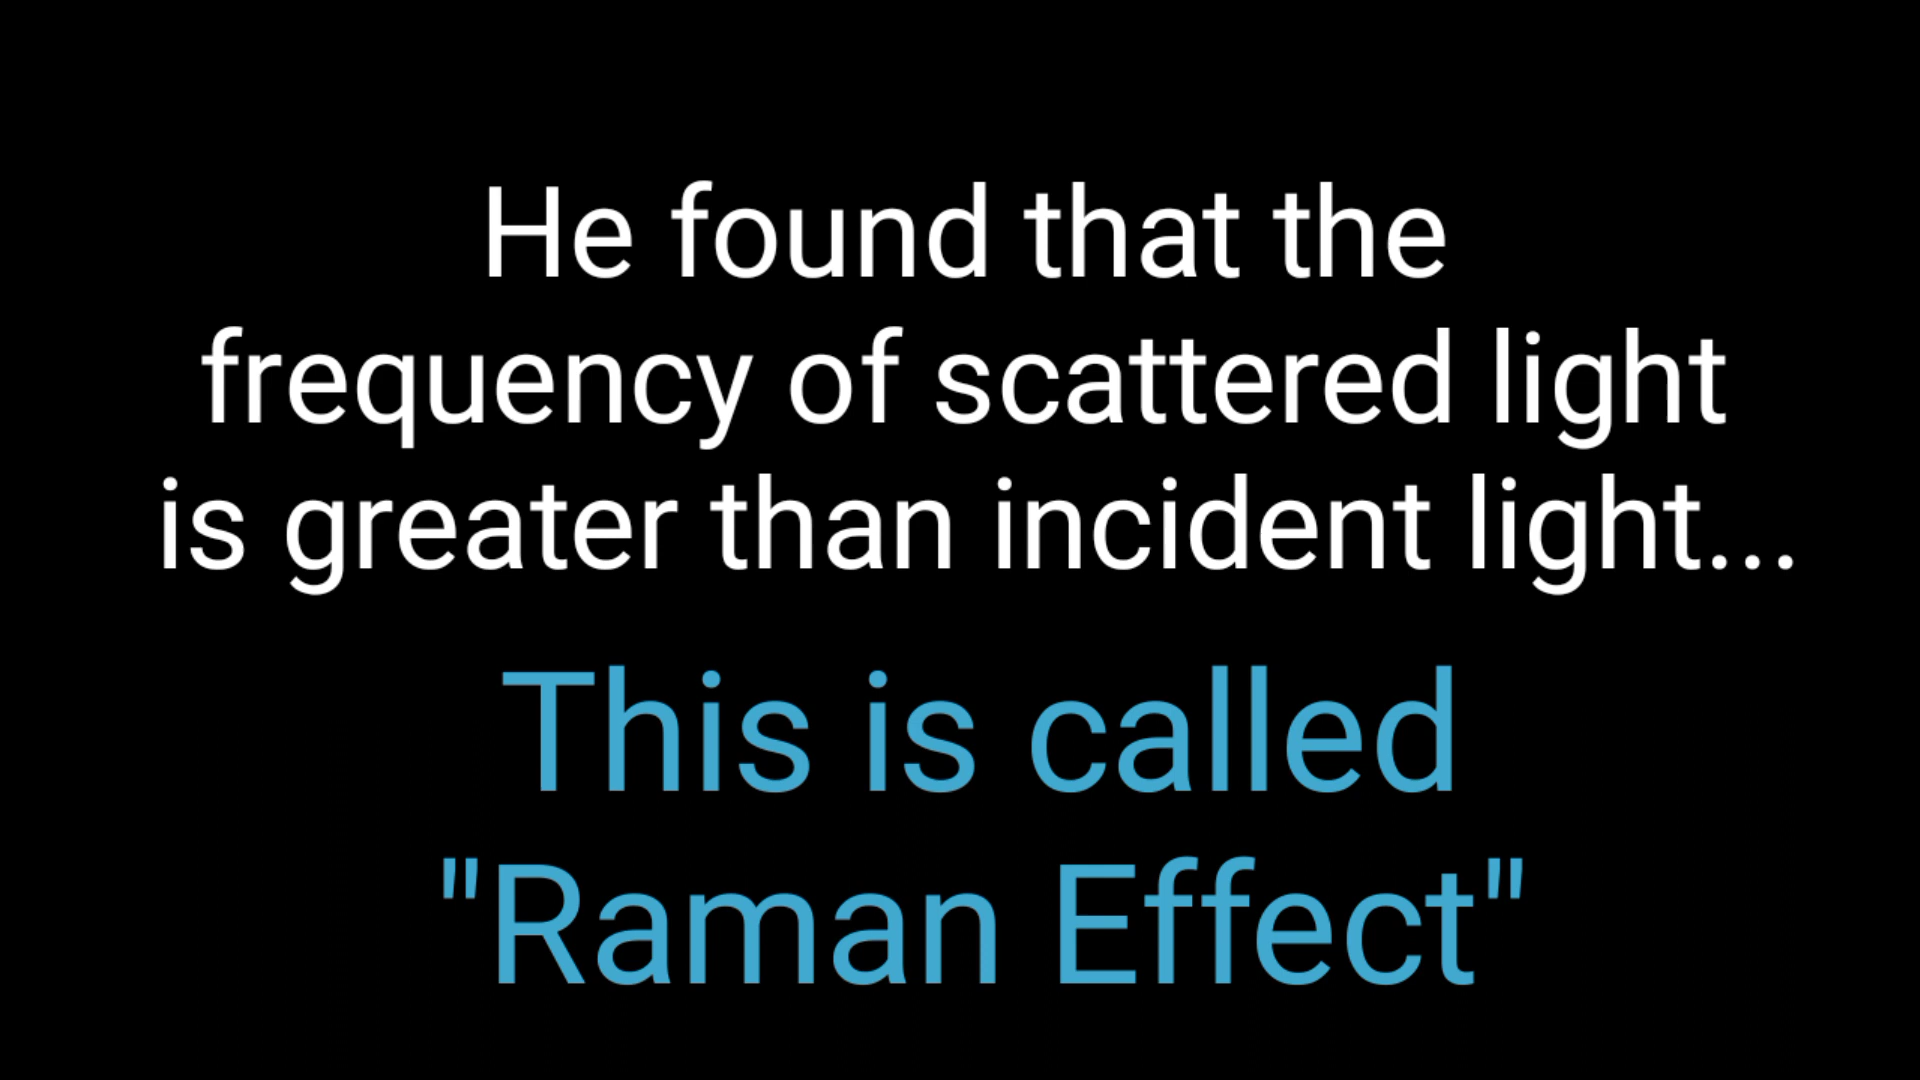 He found that the
frequency of scattered light
is greater than incident light...
This is called
"Raman Effect"